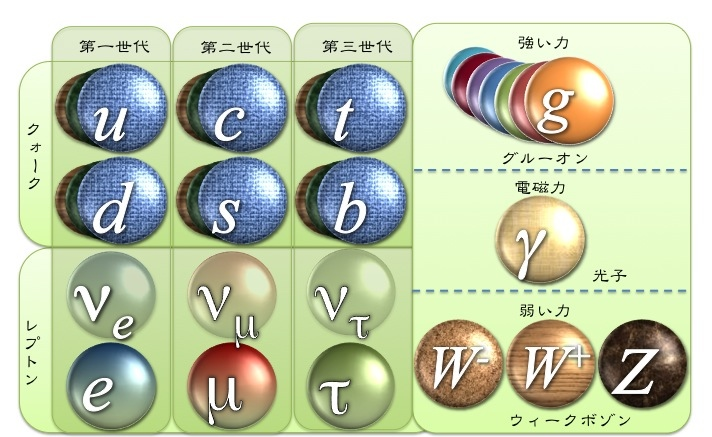 第一世代 第二世代 第三世代
クォーク
u c t
d s b
レプトン
νe νμ ντ
e μ τ
強い力
g
グルーオン
電磁力
γ
光子
弱い力
W- W+ Z
ウィークボゾン